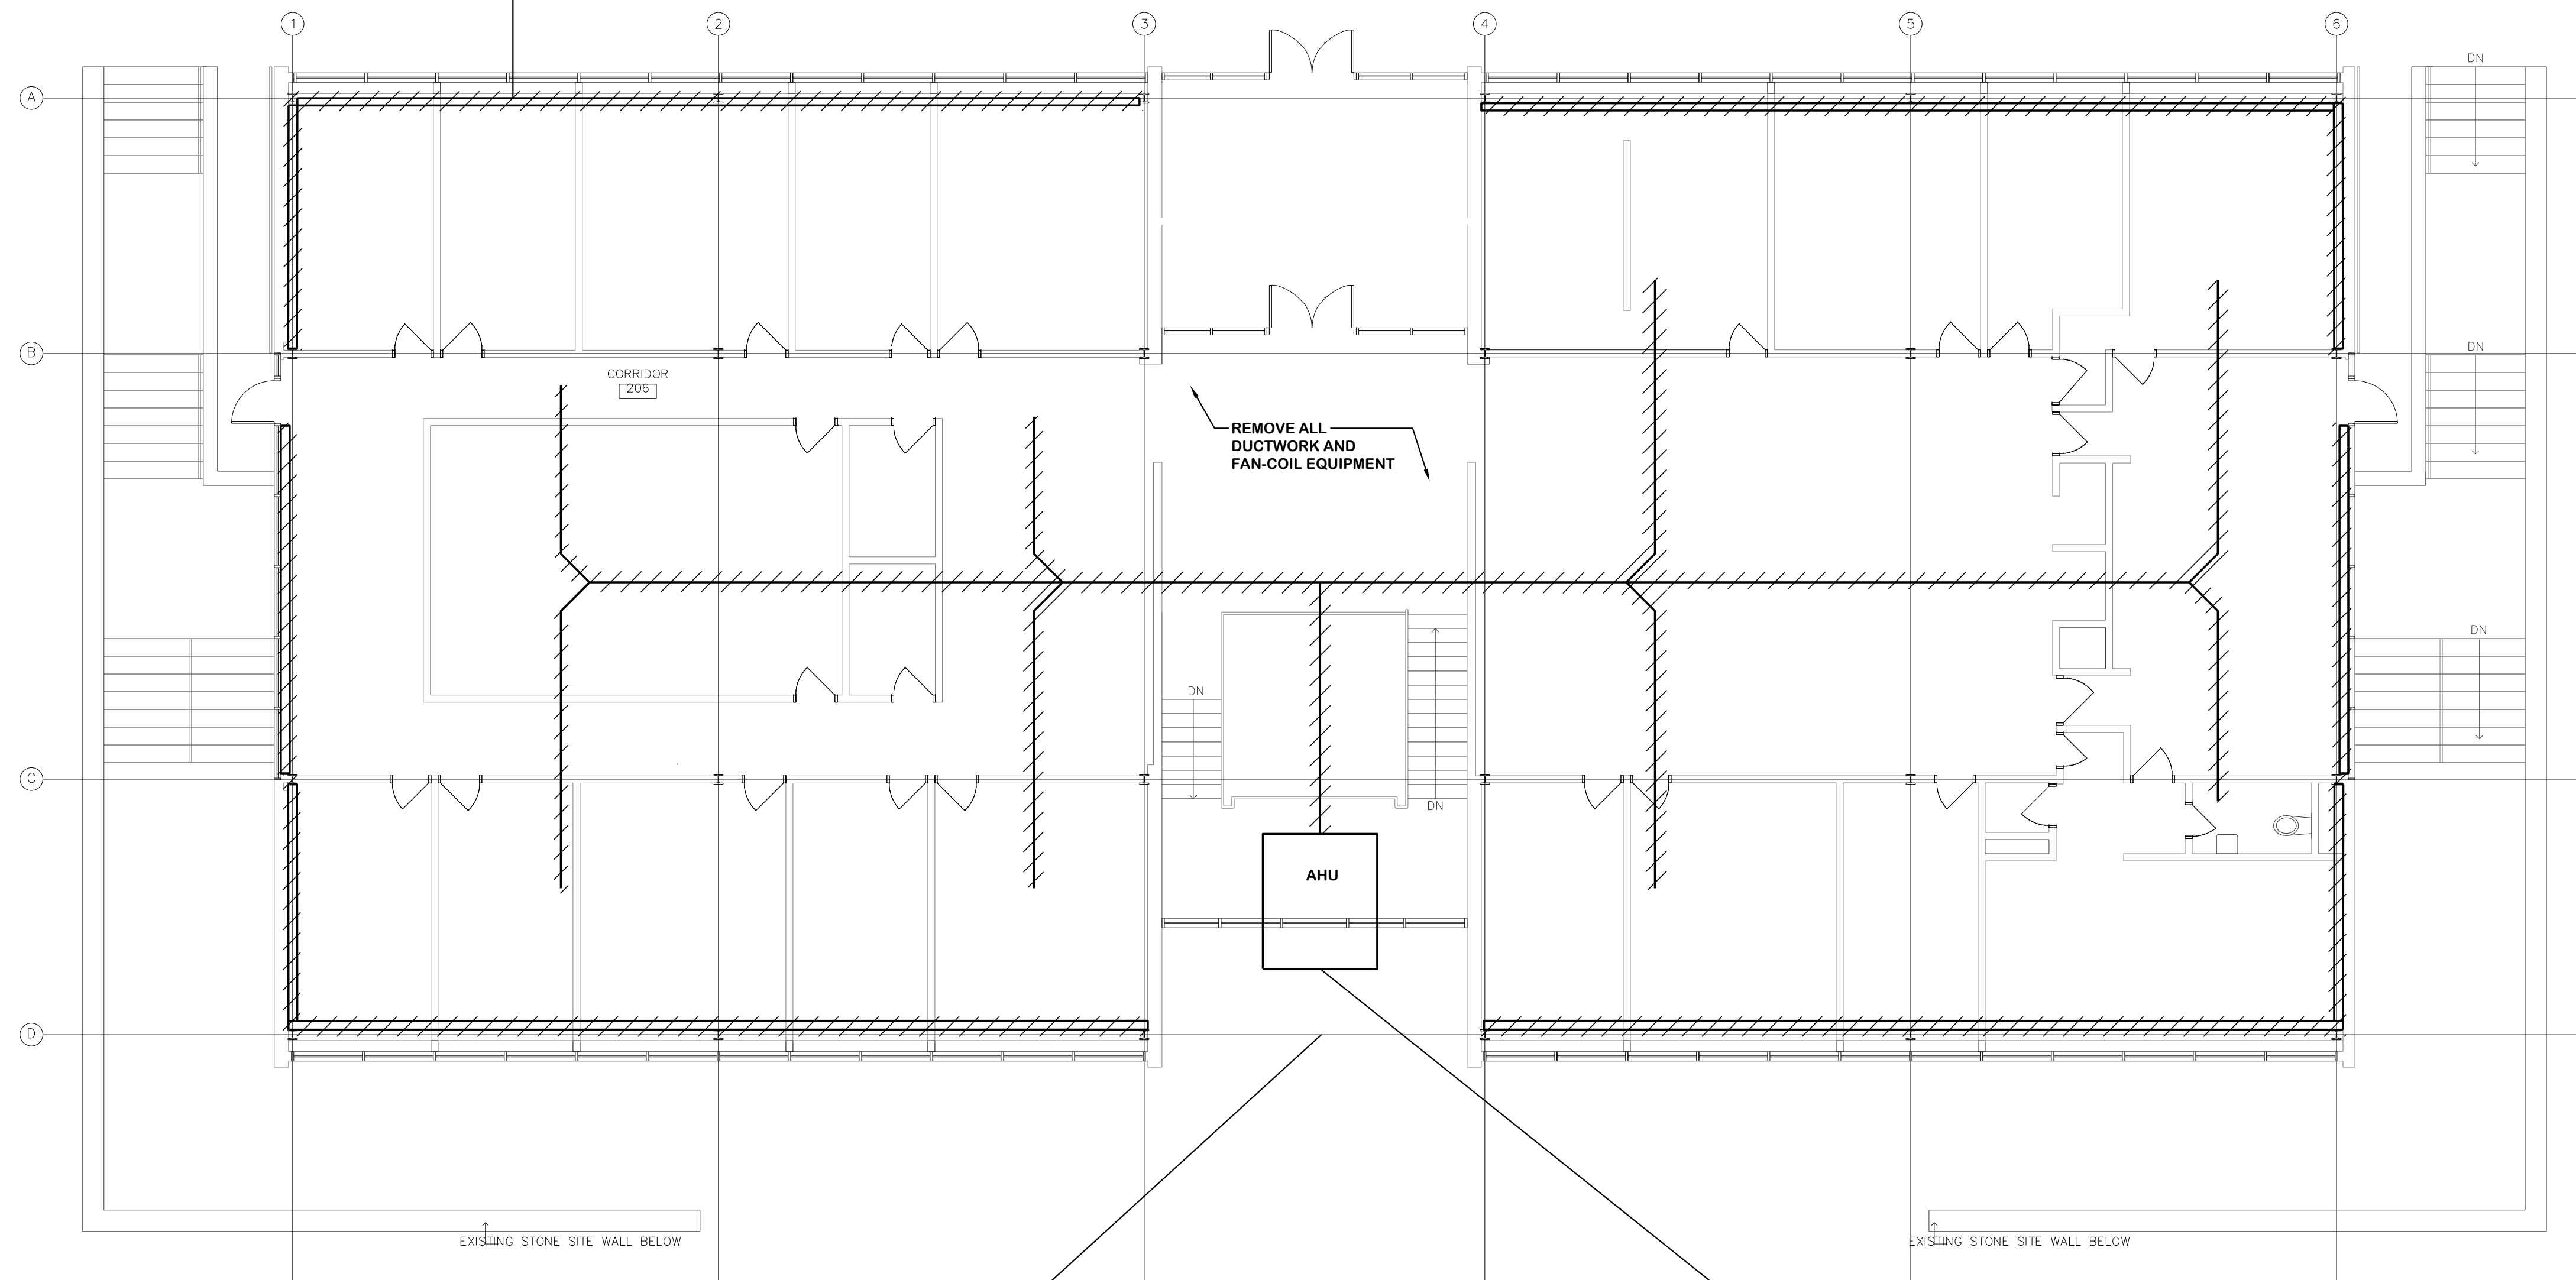 1
2
3
4
5
6
DN
A
DN
B
CORRIDOR
206
REMOVE ALL
DUCTWORK AND
FAN-COIL EQUIPMENT
DN
DN
C
DN
AHU
D
EXISTING STONE SITE WALL BELOW
EXISTING STONE SITE WALL BELOW